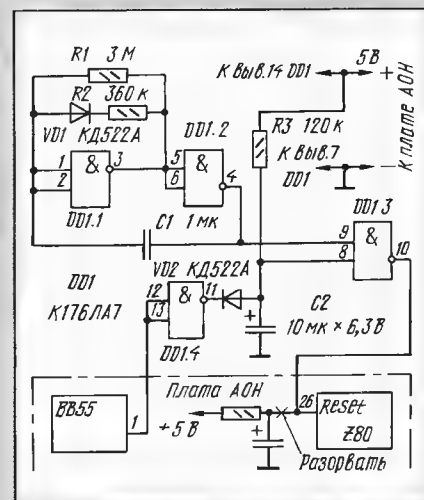 R1 3 М
R2 360 к
VD1 КД522А
1
2
&
3
DD1.1
DD1.2
5
6
&
4
К выв.14 DD1
5 В +
R3 120 к
К выв.7
DD1
–
К плате АОН
C1 1 мк
DD1.3
9
8
&
10
DD1
К176ЛА7
VD2 КД522А
12
13
&
11
DD1.4
+
C2
10 мк × 6,3 В
Плата АОН
ВВ55
1
+5 В
+
26
Reset
Z80
Разорвать